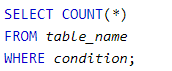 SELECT COUNT(*)
FROM table_name
WHERE condition;